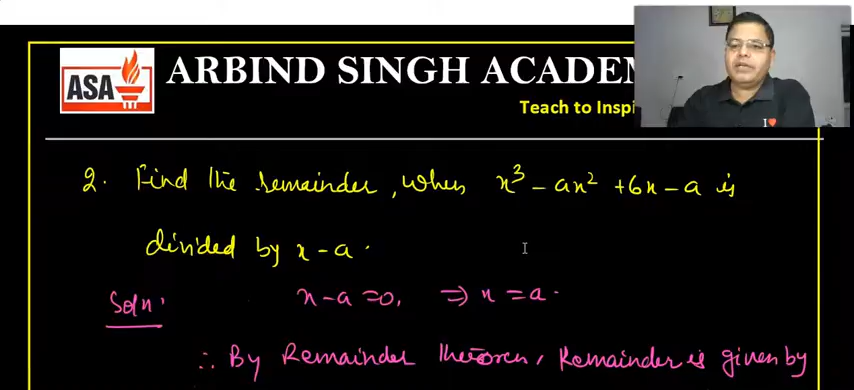 ASA
ARBIND SINGH ACADEM
Teach to Inspi
I
2. Find the remainder, when x³ - ax² + 6x - a is
divided by x - a.
Soln:
x - a = 0, ⇒ x = a.
∴ By Remainder Theorem, Remainder is given by